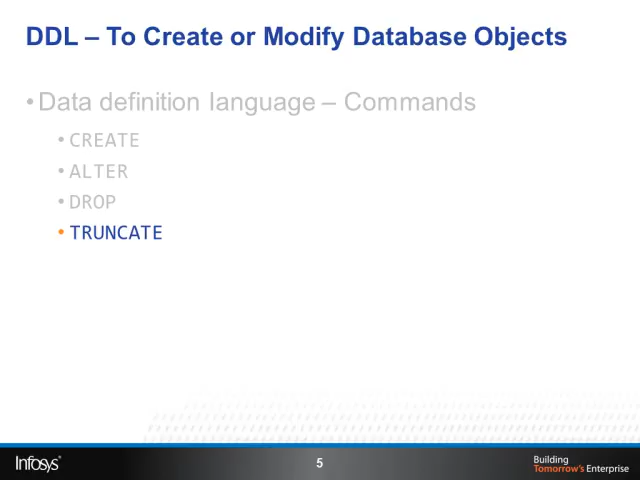 DDL – To Create or Modify Database Objects
•Data definition language – Commands
• CREATE
• ALTER
• DROP
• TRUNCATE
Infosys®
5
Building
Tomorrow's Enterprise